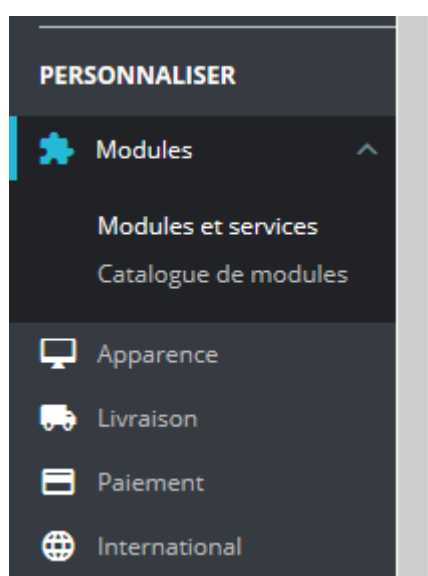 PERSONNALISER
Modules
Modules et services
Catalogue de modules
Apparence
Livraison
Paiement
International